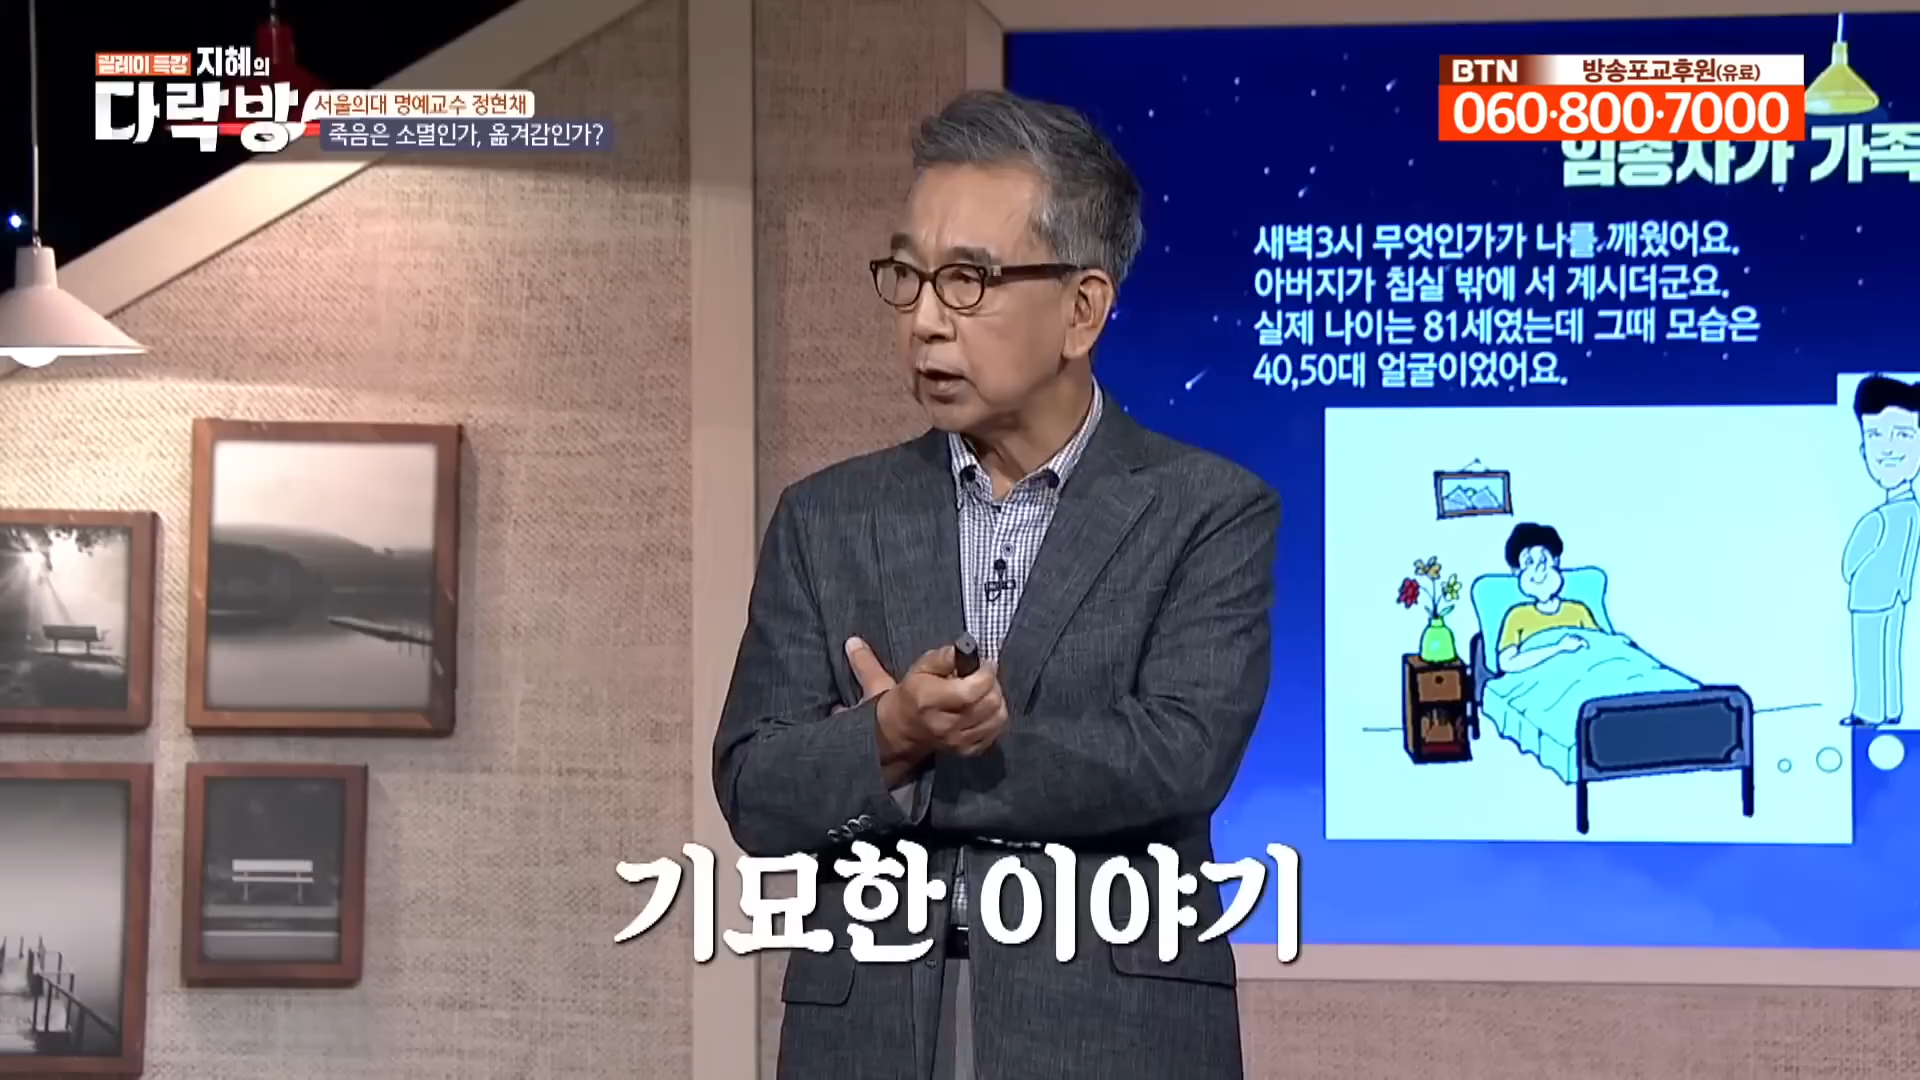 릴레이 특강 지혜의
다락방
서울의대 명예교수 정현채
죽음은 소멸인가, 옮겨감인가?
BTN 방송포교후원(유료)
060·800·7000
임종자가 가족
새벽3시 무엇인가가 나를 깨웠어요.
아버지가 침실 밖에 서 계시더군요.
실제 나이는 81세였는데 그때 모습은
40,50대 얼굴이었어요.
기묘한 이야기